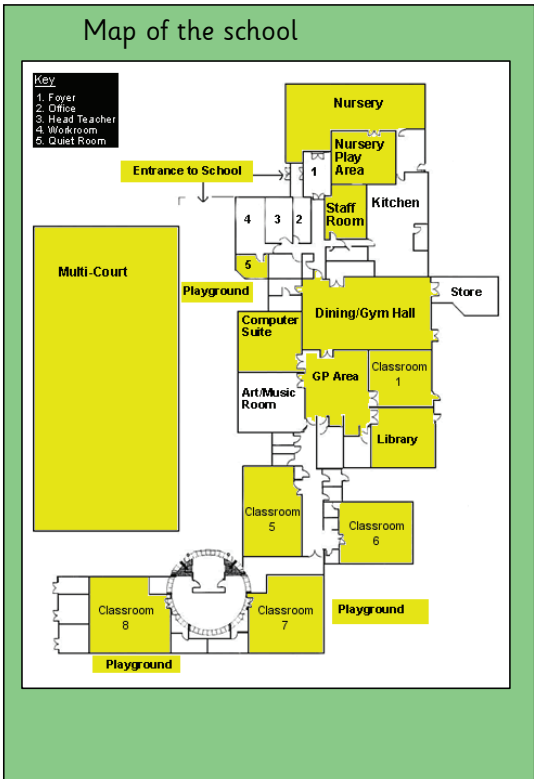 Map of the school
Key
1. Foyer
2. Office
3. Head Teacher
4. Workroom
5. Quiet Room
Nursery
Nursery
Play
Area
Entrance to School
1
Staff
Room
Kitchen
4
3
2
5
Multi-Court
Playground
Store
Dining/Gym Hall
Computer
Suite
GP Area
Classroom
1
Art/Music
Room
Library
Classroom
5
Classroom
6
Classroom
8
Classroom
7
Playground
Playground